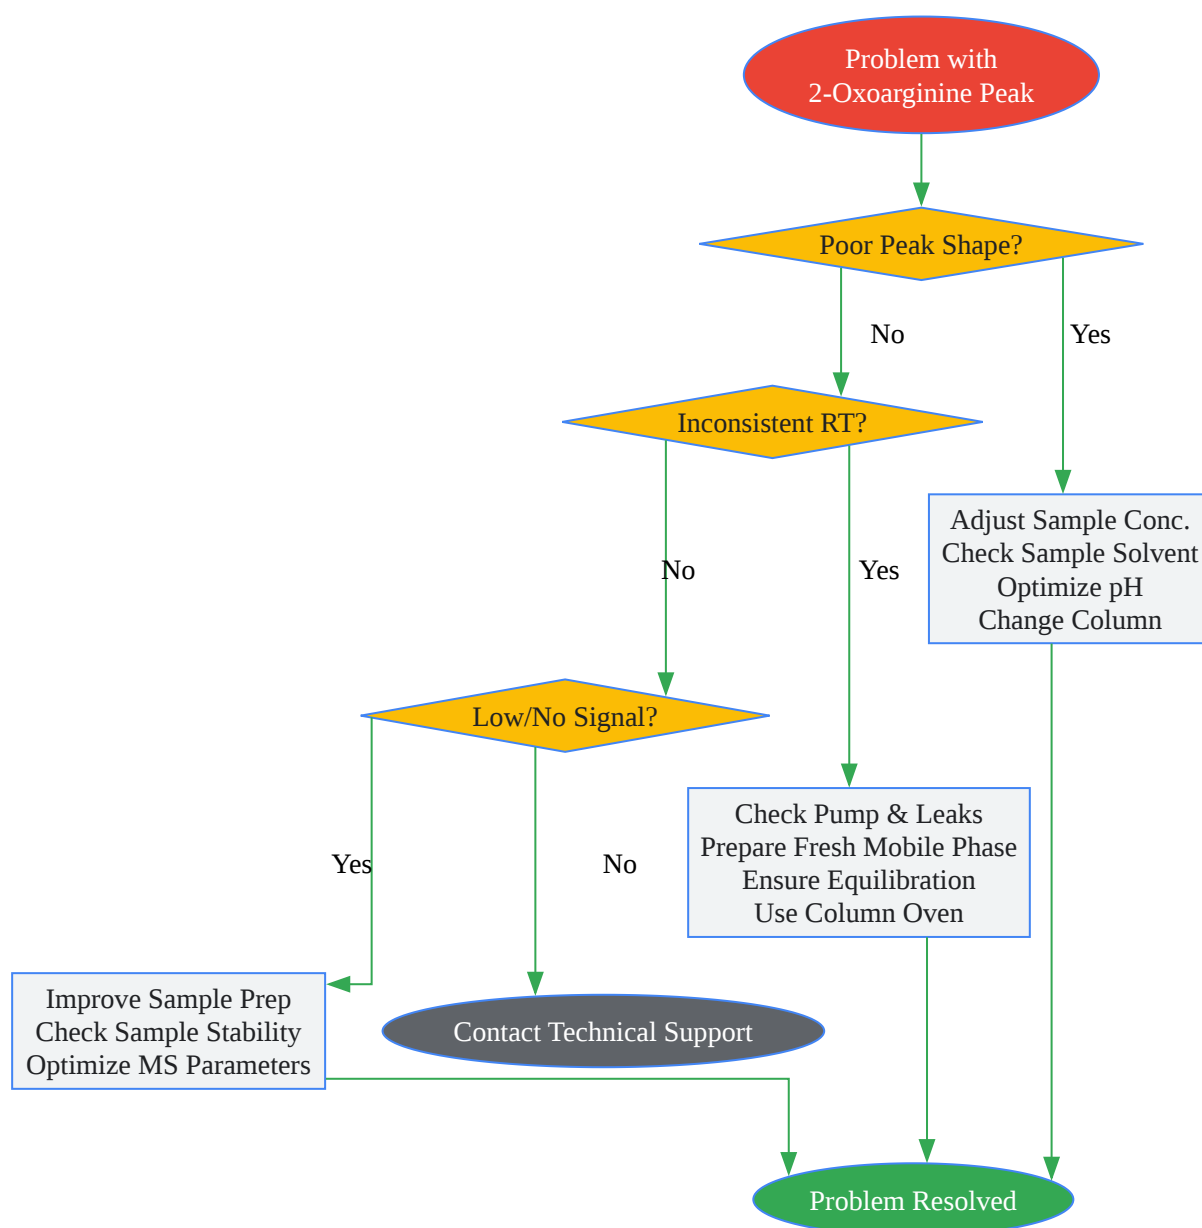 Problem with
2-Oxoarginine Peak
Poor Peak Shape?
No
Yes
Inconsistent RT?
Adjust Sample Conc.
Check Sample Solvent
Optimize pH
Change Column
No
Yes
Low/No Signal?
Check Pump & Leaks
Prepare Fresh Mobile Phase
Ensure Equilibration
Use Column Oven
Yes
No
Improve Sample Prep
Check Sample Stability
Optimize MS Parameters
Contact Technical Support
Problem Resolved